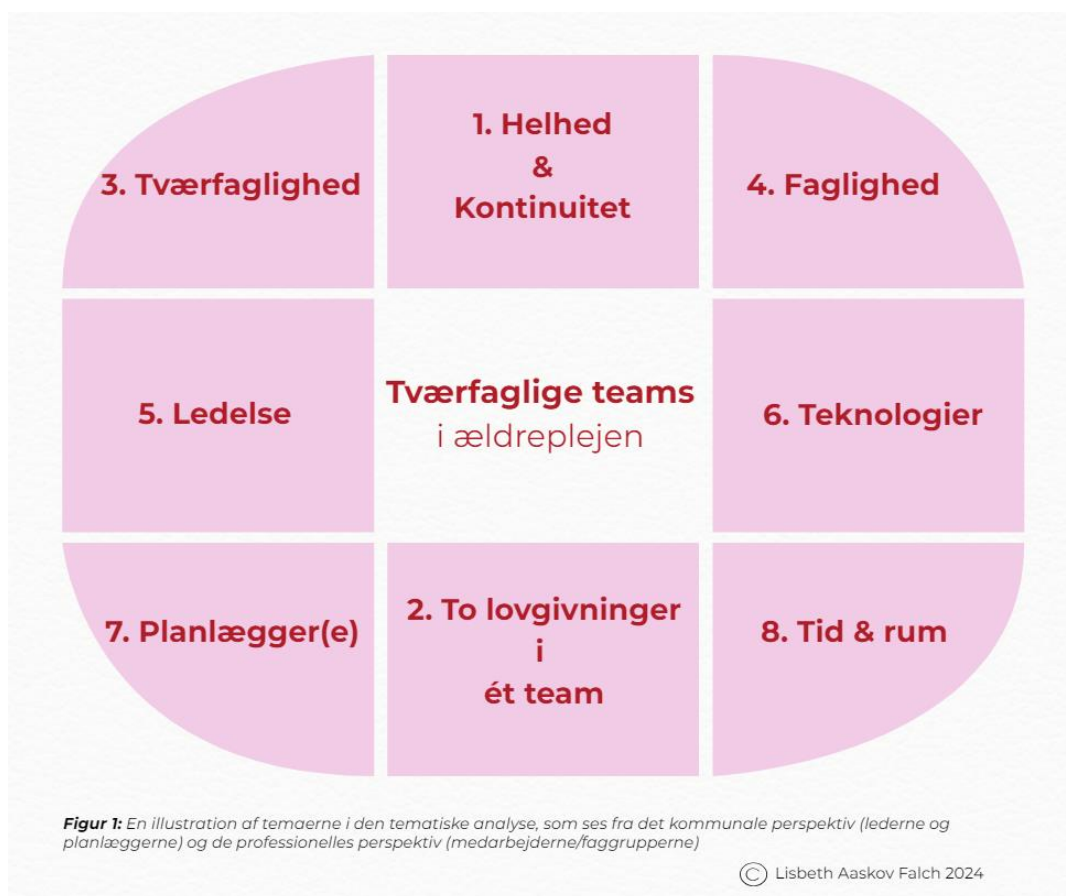 3. Tværfaglighed
1. Helhed
&
Kontinuitet
4. Faglighed
5. Ledelse
Tværfaglige teams
i ældreplejen
6. Teknologier
7. Planlægger(e)
2. To lovgivninger
i
ét team
8. Tid & rum
Figur 1: En illustration af temaerne i den tematiske analyse, som ses fra det kommunale perspektiv (lederne og
planlæggerne) og de professionelles perspektiv (medarbejderne/faggrupperne)
© Lisbeth Aaskov Falch 2024